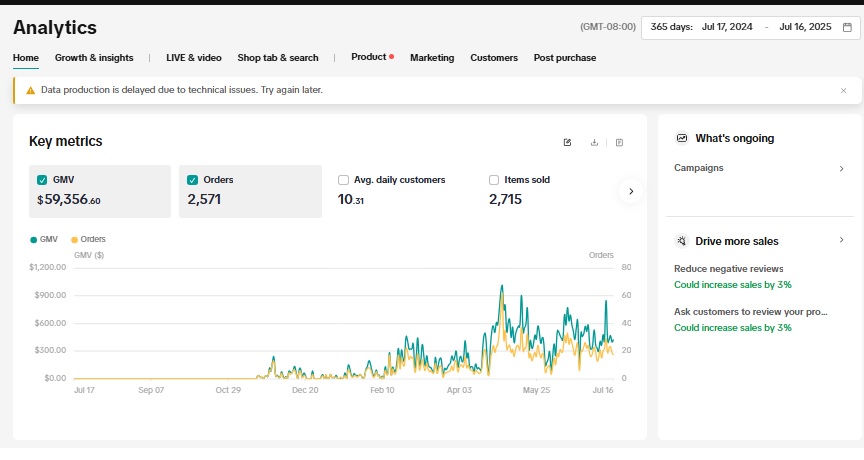 Analytics
(GMT-08:00) 365 days: Jul 17, 2024 - Jul 16, 2025
Home Growth & insights LIVE & video Shop tab & search Product Marketing Customers Post purchase
Data production is delayed due to technical issues. Try again later.
Key metrics
GMV
$59,356.60
Orders
2,571
Avg. daily customers
10.31
Items sold
2,715
GMV Orders
GMV ($) Orders
$1,200.00 80
$900.00 60
$600.00 40
$300.00 20
$0.00 0
Jul 17 Sep 07 Oct 29 Dec 20 Feb 10 Apr 03 May 25 Jul 16
What's ongoing
Campaigns
Drive more sales
Reduce negative reviews
Could increase sales by 3%
Ask customers to review your pro...
Could increase sales by 3%